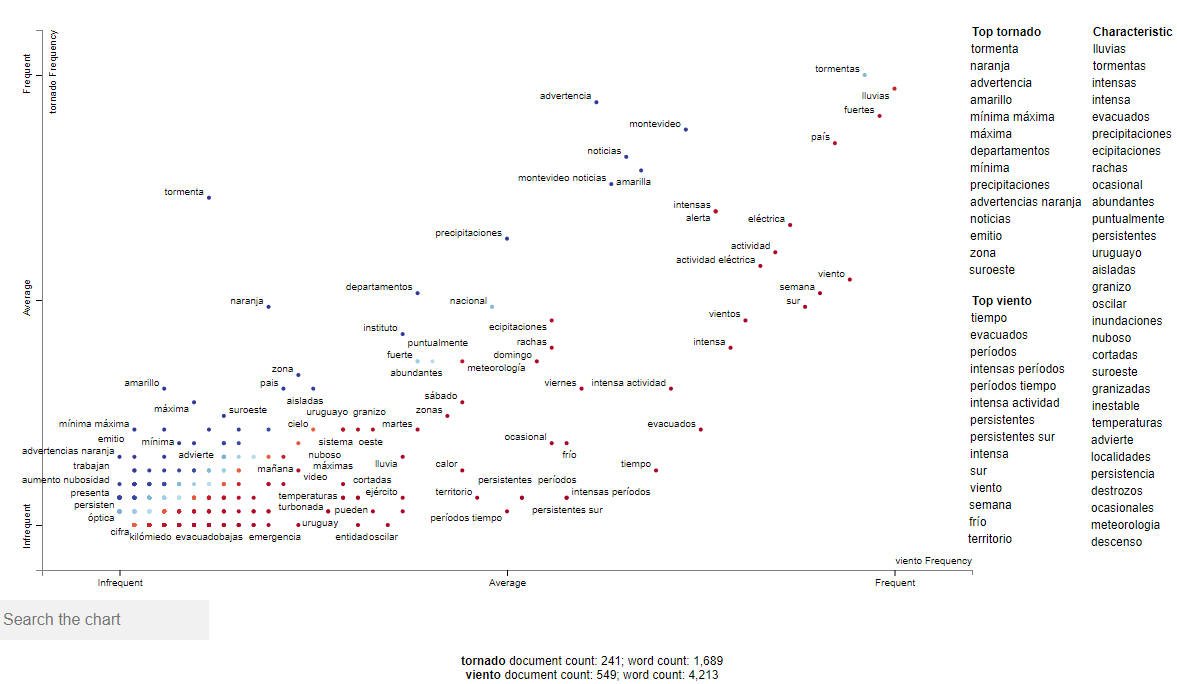 Frequent
tornado Frequency
Average
Infrequent
tormentas
lluvias
advertencia
fuertes
montevideo
país
noticias
montevideo noticias
amarilla
tormenta
intensas
alerta
eléctrica
precipitaciones
actividad
actividad eléctrica
viento
departamentos
semana
naranja
nacional
sur
vientos
instituto
ecipitaciones
puntualmente
rachas
intensa
fuerte
domingo
abundantes
meteorología
zona
amarillo
pais
viernes
intensa actividad
aisladas
sábado
máxima
suroeste
uruguayo
granizo
zonas
mínima máxima
cielo
martes
evacuados
emitio
mínima
sistema
oeste
ocasional
advertencias naranja
advierte
nuboso
frío
trabajan
mañana
máximas
lluvia
calor
tiempo
aumento nubosidad
video
cortadas
persistentes
períodos
presenta
temperaturas
ejército
territorio
intensas períodos
persisten
turbonada
pueden
persistentes sur
óptica
uruguay
períodos tiempo
cifra
kilómiedo
evacuadobajas
emergencia
entidadoscilar
viento Frequency
Infrequent
Average
Frequent
Top tornado
tormenta
naranja
advertencia
amarillo
mínima máxima
máxima
departamentos
mínima
precipitaciones
advertencias naranja
noticias
emitio
zona
suroeste
Top viento
tiempo
evacuados
períodos
intensas períodos
períodos tiempo
intensa actividad
persistentes
persistentes sur
intensa
sur
viento
semana
frío
territorio
Characteristic
lluvias
tormentas
intensas
intensa
evacuados
precipitaciones
ecipitaciones
rachas
ocasional
abundantes
puntualmente
persistentes
uruguayo
aisladas
granizo
oscilar
inundaciones
nuboso
cortadas
suroeste
granizadas
inestable
temperaturas
advierte
localidades
persistencia
destrozos
ocasionales
meteorologia
descenso
Search the chart
tornado document count: 241; word count: 1,689
viento document count: 549; word count: 4,213